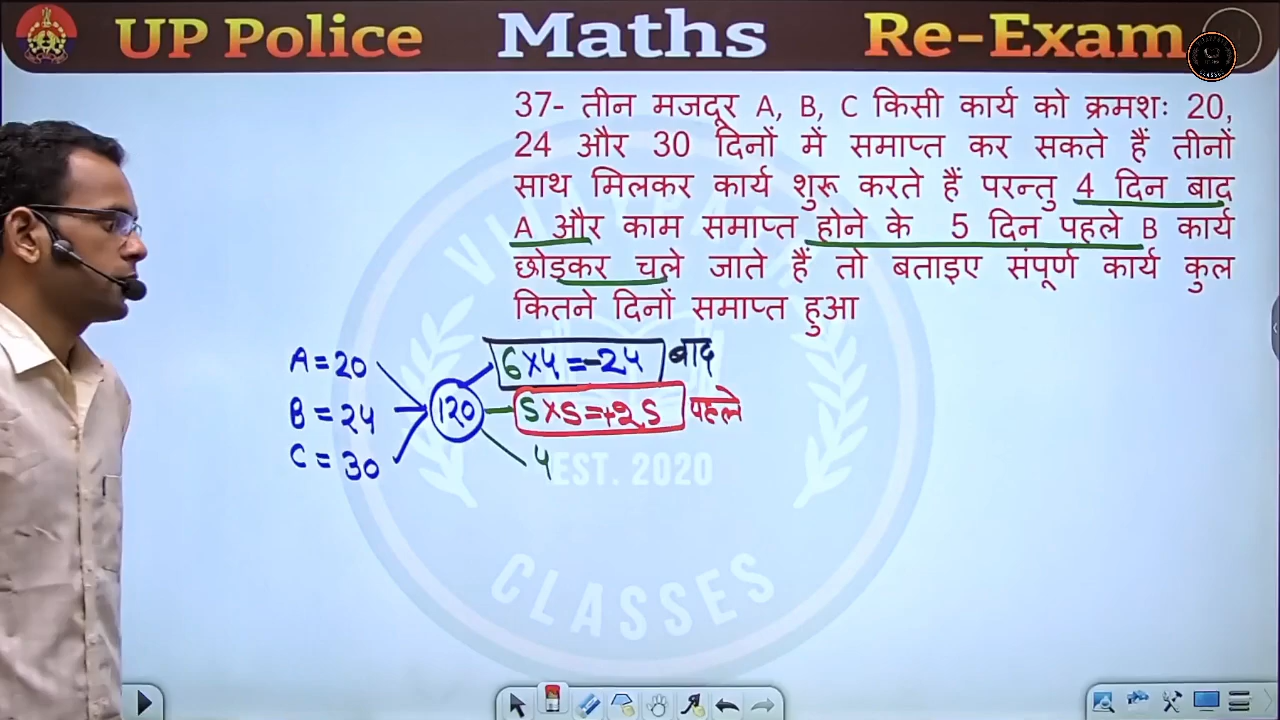 UP Police Maths Re-Exam
37- तीन मजदूर A, B, C किसी कार्य को क्रमशः 20,
24 और 30 दिनों में समाप्त कर सकते हैं तीनों
साथ मिलकर कार्य शुरू करते हैं परन्तु 4 दिन बाद
A और काम समाप्त होने के 5 दिन पहले B कार्य
छोड़कर चले जाते हैं तो बताइए संपूर्ण कार्य कुल
कितने दिनों समाप्त हुआ
A = 20
B = 24
C = 30
120
6×4 = -24 बाद
5×5 = +25 पहले
4
EST. 2020
CLASSES